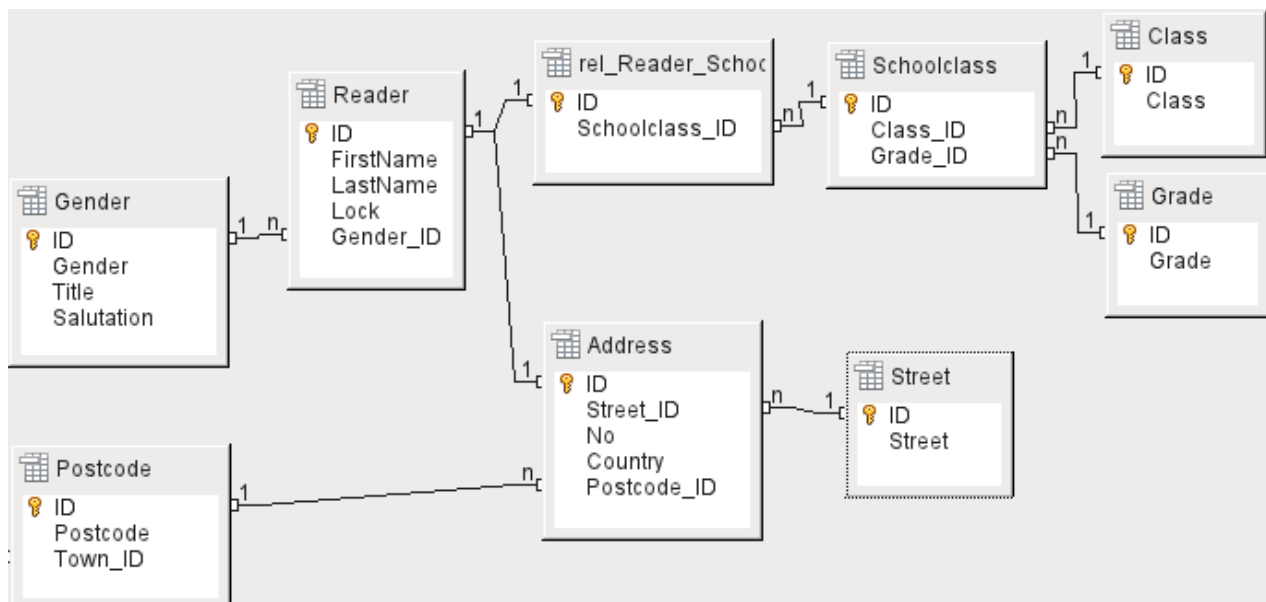 Gender
ID
Gender
Title
Salutation
1
n
Reader
ID
FirstName
LastName
Lock
Gender_ID
1
1
rel_Reader_Schoo
ID
Schoolclass_ID
n
1
Schoolclass
ID
Class_ID
Grade_ID
n
n
1
Class
ID
Class
1
Grade
ID
Grade
1
Address
ID
Street_ID
No
Country
Postcode_ID
n
1
Street
ID
Street
Postcode
ID
Postcode
Town_ID
1
n